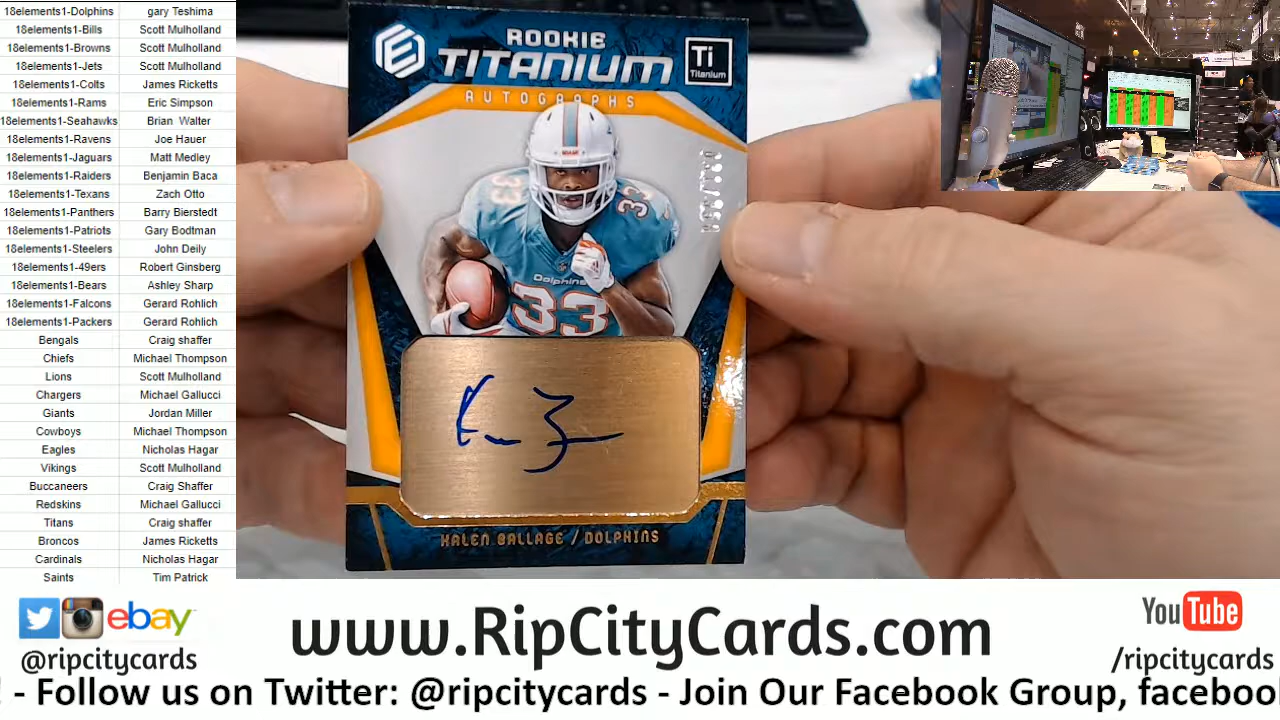 18elements1-Dolphins gary Teshima
18elements1-Bills Scott Mulholland
18elements1-Browns Scott Mulholland
18elements1-Jets Scott Mulholland
18elements1-Colts James Ricketts
18elements1-Rams Eric Simpson
18elements1-Seahawks Brian Walter
18elements1-Ravens Joe Hauer
18elements1-Jaguars Matt Medley
18elements1-Raiders Benjamin Baca
18elements1-Texans Zach Otto
18elements1-Panthers Barry Bierstedt
18elements1-Patriots Gary Bodtman
18elements1-Steelers John Deily
18elements1-49ers Robert Ginsberg
18elements1-Bears Ashley Sharp
18elements1-Falcons Gerard Rohlich
18elements1-Packers Gerard Rohlich
Bengals Craig shaffer
Chiefs Michael Thompson
Lions Scott Mulholland
Chargers Michael Gallucci
Giants Jordan Miller
Cowboys Michael Thompson
Eagles Nicholas Hagar
Vikings Scott Mulholland
Buccaneers Craig Shaffer
Redskins Michael Gallucci
Titans Craig shaffer
Broncos James Ricketts
Cardinals Nicholas Hagar
Saints Tim Patrick
E
ROOKIE
TITANIUM
AUTOGRAPHS
Ti
Titanium
33
33
Dolphins
33
KALEN BALLAGE / DOLPHINS
ebay
@ripcitycards
www.RipCityCards.com
YouTube
/ripcitycards
! - Follow us on Twitter: @ripcitycards - Join Our Facebook Group, faceboo